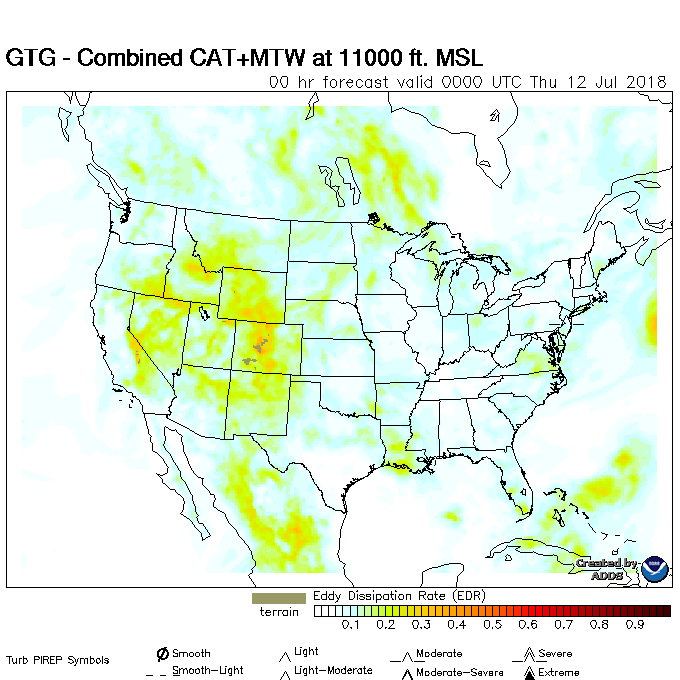 GTG - Combined CAT+MTW at 11000 ft. MSL
00 hr forecast valid 0000 UTC Thu 12 Jul 2018
Created by
ADDS
Eddy Dissipation Rate (EDR)
terrain
0.1 0.2 0.3 0.4 0.5 0.6 0.7 0.8 0.9
Turb PIREP Symbols
Smooth Light Moderate Severe
Smooth-Light Light-Moderate Moderate-Severe Extreme